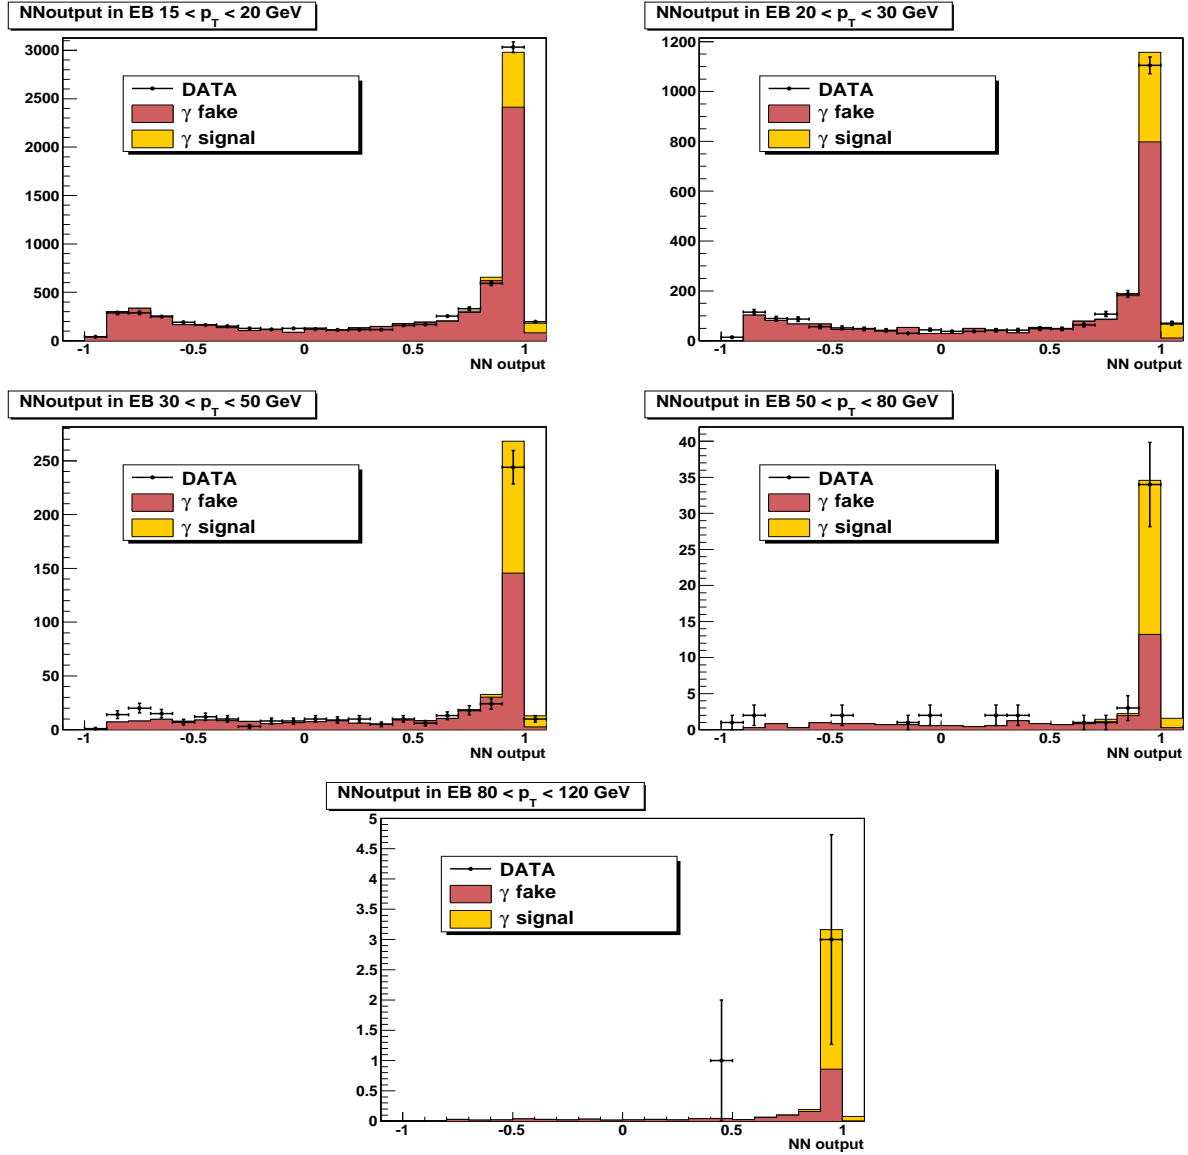 NNoutput in EB 15 < p_T < 20 GeV
3000
2500
2000
1500
1000
500
0
DATA
γ fake
γ signal
-1 -0.5 0 0.5 1
NN output
NNoutput in EB 20 < p_T < 30 GeV
1200
1000
800
600
400
200
0
DATA
γ fake
γ signal
-1 -0.5 0 0.5 1
NN output
NNoutput in EB 30 < p_T < 50 GeV
250
200
150
100
50
0
DATA
γ fake
γ signal
-1 -0.5 0 0.5 1
NN output
NNoutput in EB 50 < p_T < 80 GeV
40
35
30
25
20
15
10
5
0
DATA
γ fake
γ signal
-1 -0.5 0 0.5 1
NN output
NNoutput in EB 80 < p_T < 120 GeV
5
4.5
4
3.5
3
2.5
2
1.5
1
0.5
0
DATA
γ fake
γ signal
-1 -0.5 0 0.5 1
NN output